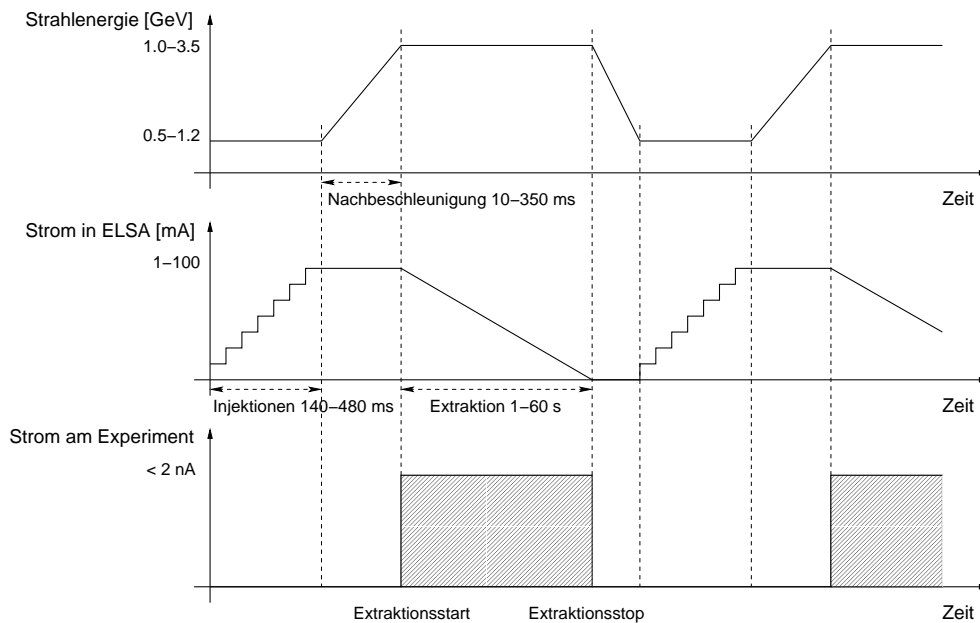 Strahlenergie [GeV]
1.0–3.5
0.5–1.2
Nachbeschleunigung 10–350 ms
Zeit
Strom in ELSA [mA]
1–100
Injektionen 140–480 ms
Extraktion 1–60 s
Zeit
Strom am Experiment
< 2 nA
Extraktionsstart
Extraktionsstop
Zeit